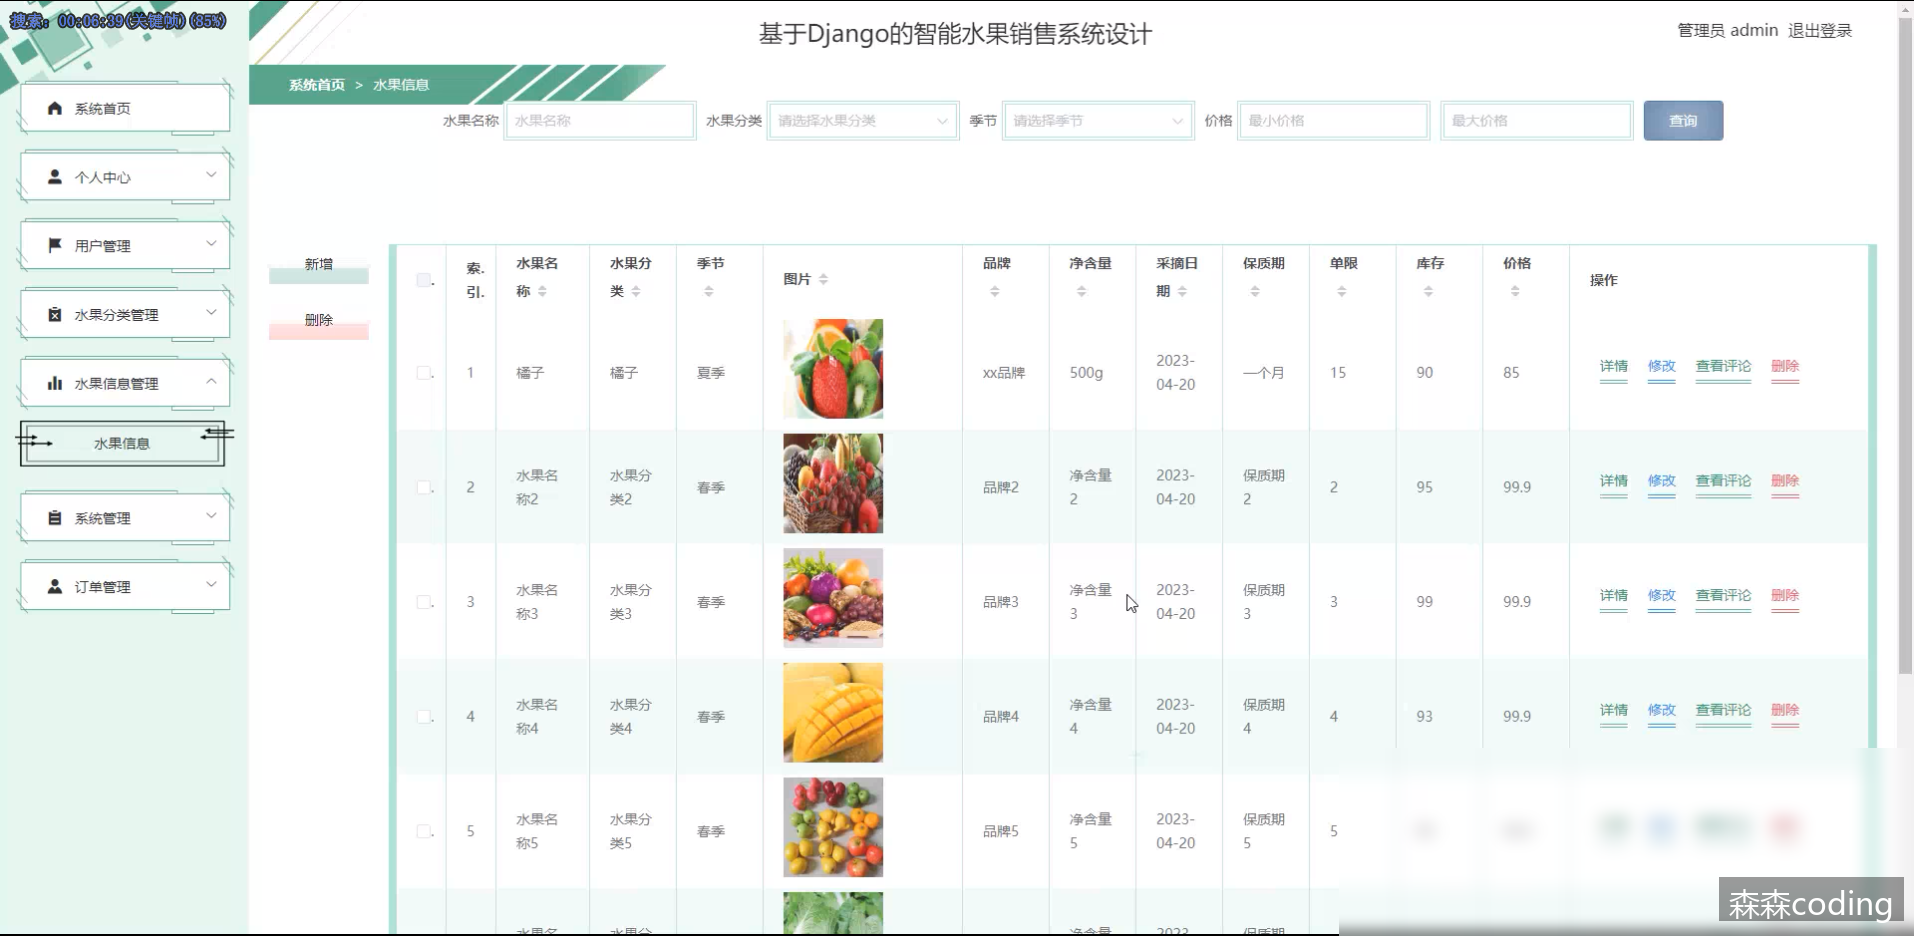 搜索: 00:06:39(关键帧)(85%)
基于Django的智能水果销售系统设计
管理员 admin 退出登录
系统首页 > 水果信息
系统首页
个人中心
用户管理
水果分类管理
水果信息管理
水果信息
系统管理
订单管理
水果名称 水果名称 水果分类 请选择水果分类 季节 请选择季节 价格 最小价格 最大价格 查询
新增
删除
索. 水果名 水果分 季节 图片 品牌 净含量 采摘日 保质期 单限 库存 价格 操作
引. 称 类 期
1 橘子 橘子 夏季 xx品牌 500g 2023- 一个月 15 90 85 详情 修改 查看评论 删除
04-20
2 水果名 水果分 春季 品牌2 净含量 2023- 保质期 2 95 99.9 详情 修改 查看评论 删除
称2 类2 2 04-20 2
3 水果名 水果分 春季 品牌3 净含量 2023- 保质期 3 99 99.9 详情 修改 查看评论 删除
称3 类3 3 04-20 3
4 水果名 水果分 春季 品牌4 净含量 2023- 保质期 4 93 99.9 详情 修改 查看评论 删除
称4 类4 4 04-20 4
5 水果名 水果分 春季 品牌5 净含量 2023- 保质期 5
称5 类5 5 04-20 5
水果名 水果分 净含量 2023- 保质期
森森coding